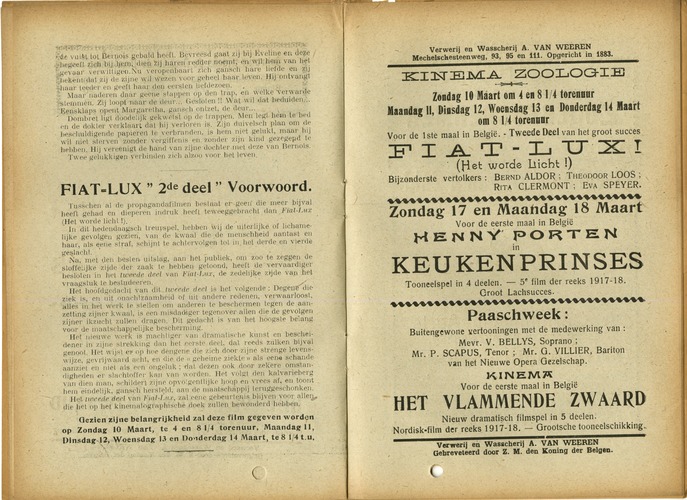 de vuist tot Bernois gebald heeft. Bevreesd gaat zij bij Eveline en deze
begeeft zich bij hem, dien zij haren redder noemt, en wil hem van het
gevaar verwittigen. Nu veropenbaart zich gansch hare liefde en zij
bekent dat zij de zijne wil wezen voor geheel haar leven. Hij ontvangt
haar teeder en geeft haar den eersten liefdezoen.
Maar naderen daar geene stappen op den trap, en welke verwarde
stemmen. Zij loopt naar de deur... Gesloten !! Wat wil dat beduiden..
Eensklaps opent Margaretha, gansch ontzet, de deur...
Dombret ligt doodelijk gekwetst op de trappen. Men legt hem te bed
en de dokter verklaart dat hij verloren is. Zijn duivelsch plan om de
beschuldigende papieren te verbranden, is hem niet gelukt, maar hij
wil niet sterven zonder vergiffenis en zonder zijn kind gezegend te
hebben. Hij vereenigt de hand van zijne dochter met deze van Bernois.
Twee gelukkigen verbinden zich alzoo voor het leven.
FIAT-LUX " 2de deel " Voorwoord.
Tusschen al de propagandafilmen bestaat er geen die meer bijval
heeft gehad en dieperen indruk heeft teweeggebracht dan Fiat-Lux
(Het worde licht !).
In dit hedendaagsch treurspel, hebben wij de uiterlijke of lichame-
lijke gevolgen gezien, van de kwaal die de menschheid aantast en
haar, als eene straf, schijnt te achtervolgen tot in het derde en vierde
geslacht.
Na, met den besten uitslag, aan het publiek, om zoo te zeggen de
stoffelijke zijde der zaak te hebben getoond, heeft de vervaardiger
besloten in het tweede deel van Fiat-Lux, de zedelijke zijde van het
vraagstuk te bestudeeren.
Het hoofdgedacht van dit tweede deel is het volgende : Degene die
ziek is, en uit onachtzaamheid of uit andere redenen, verwaarloost,
alles in het werk te stellen om anderen te beschermen tegen de aan-
zetting zijner kwaal, is een misdadiger tegenover allen die de gevolgen
zijner ikzucht zullen dragen. Dit gedacht is van het hoogste belang
voor de maatschappelijke bescherming.
Het nieuwe werk is machtiger van dramatische kunst en bescheide-
dener in zijne strekking dan het eerste deel, dat reeds zulken bijval
genoot. Het wijst er op hoe dengene die zich door zijne strenge levens-
wijze, gevrijwaard acht, en die de « geheime ziekte » als eene schande
aanziet en niet als een ongeluk ; dat dezen ook door zekere omstan-
digheden er slachtoffer kan van worden. Het volgt den kalvarieberg
van dien man, schildert zijne opvolgentlijke hoop en vrees af, en toont
hem eindelijk, gansch hersteld, aan de maatschappij teruggeschonken.
Het tweede deel van Fiat-Lux, zal eene gebeurtenis blijven voor allen,
die het op het kinematographische doek zullen bewonderd hebben.
Gezien zijne belangrijkheid zal deze film gegeven worden
op Zondag 10 Maart, te 4 en 8 1/4 torenuur, Maandag 11,
Dinsdag 12, Woensdag 13 en Donderdag 14 Maart, te 8 1/4 t.u.
Verwerij en Wasscherij A. VAN WEEREN
Mechelschesteenweg, 93, 95 en 111. Opgericht in 1883.
KINEMA ZOOLOGIE
Zondag 10 Maart om 4 en 8 1/4 torenuur
Maandag 11, Dinsdag 12, Woensdag 13 en Donderdag 14 Maart
om 8 1/4 torenuur
Voor de 1ste maal in België. - Tweede Deel van het groot succes
FIAT-LUX!
(Het worde Licht !)
Bijzonderste vertolkers : BERND ALDOR ; THEODOOR LOOS ;
RITA CLERMONT ; EVA SPEYER.
Zondag 17 en Maandag 18 Maart
Voor de eerste maal in België
HENNY PORTEN
in
KEUKENPRINSES
Tooneelspel in 4 deelen. — 5e film der reeks 1917-18.
Groot Lachsucces.
Paaschweek :
Buitengewone vertooningen met de medewerking van :
Mevr. V. BELLYS, Soprano ;
Mr. P. SCAPUS, Tenor ; Mr. G. VILLIER, Bariton
van het Nieuwe Opera Gezelschap.
KINEMA
Voor de eerste maal in België
HET VLAMMENDE ZWAARD
Nieuw dramatisch filmspel in 5 deelen.
Nordisk-film der reeks 1917-18. — Grootsche tooneelschikking.
Verwerij en Wasscherij A. VAN WEEREN
Gebreveteerd door Z. M. den Koning der Belgen.